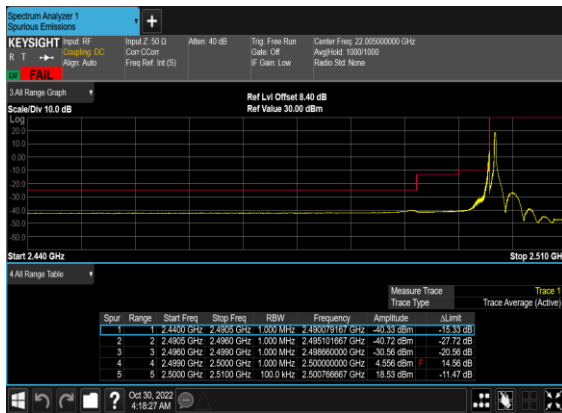 Spectrum Analyzer 1
Spurious Emissions
+
KEYSIGHT Input: RF Input Z: 50 Ω Atten: 40 dB Trig: Free Run Center Freq: 22.005000000 GHz
R T Coupling: DC Corr CCorr Gate: Off Avg|Hold: 1000/1000
Align: Auto Freq Ref: Int (S) IF Gain: Low Radio Std: None
FAIL
3 All Range Graph
Ref Lvl Offset 8.40 dB
Scale/Div 10.0 dB Ref Value 30.00 dBm
Log
20.0
10.0
0.00
-10.0
-20.0
-30.0
-40.0
-50.0
-60.0
Start 2.440 GHz Stop 2.510 GH
4 All Range Table
Measure Trace Trace 1
Trace Type Trace Average (Active)
Spur Range Start Freq Stop Freq RBW Frequency Amplitude ΔLimit
1 1 2.4400 GHz 2.4905 GHz 1.000 MHz 2.490079167 GHz -40.33 dBm -15.33 dB
2 2 2.4905 GHz 2.4960 GHz 1.000 MHz 2.495101667 GHz -40.72 dBm -27.72 dB
3 3 2.4960 GHz 2.4990 GHz 1.000 MHz 2.498660000 GHz -30.56 dBm -20.56 dB
4 4 2.4990 GHz 2.5000 GHz 1.000 MHz 2.500000000 GHz 4.556 dBm F 14.56 dB
5 5 2.5000 GHz 2.5100 GHz 100.0 kHz 2.500766667 GHz 18.53 dBm -11.47 dB
? Oct 30, 2022
4:18:27 AM